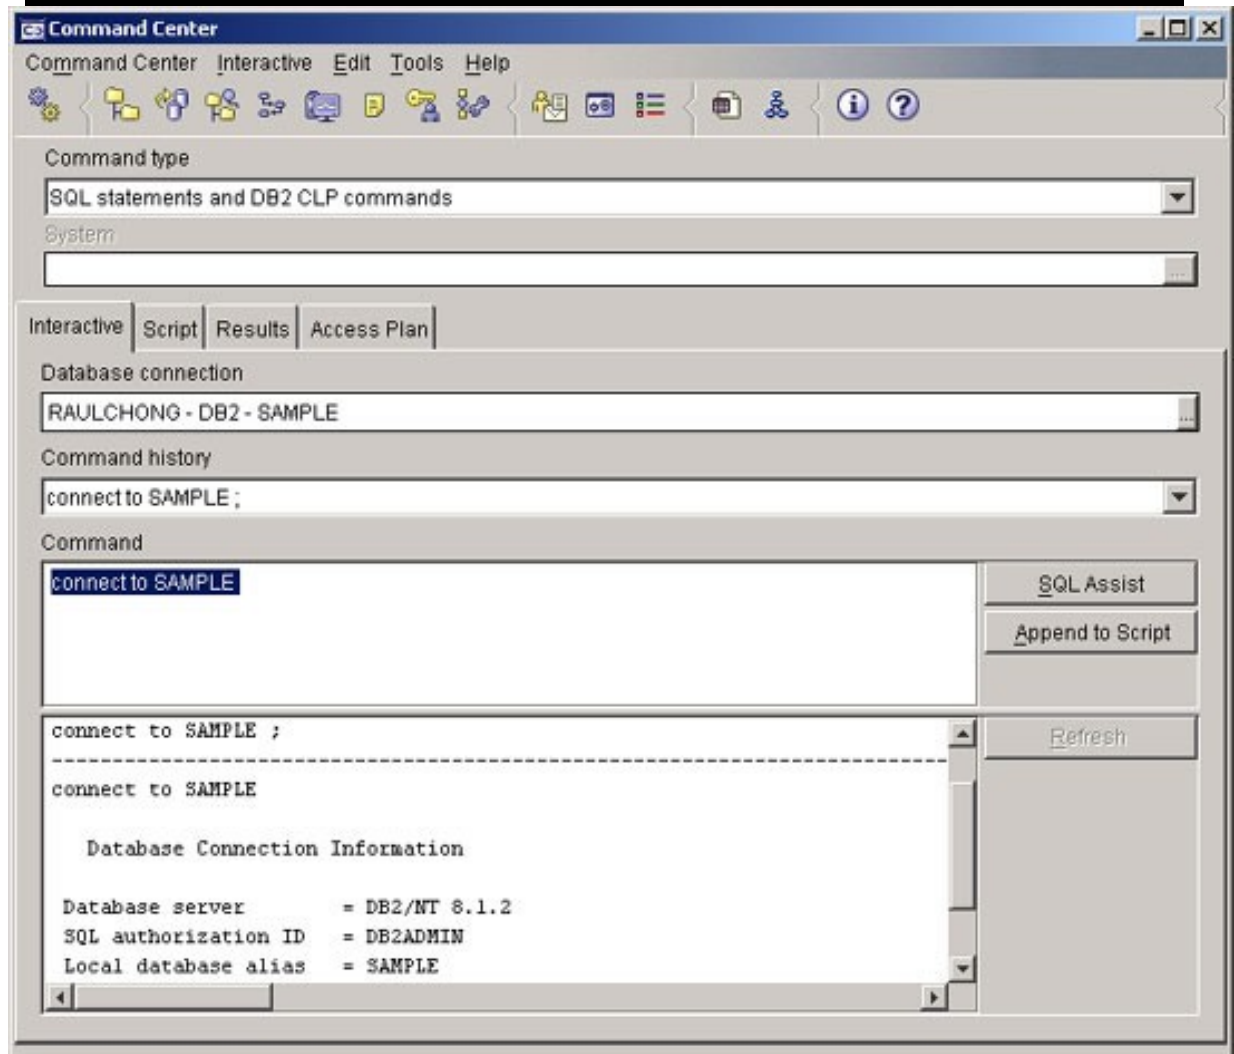 Command Center
Command Center Interactive Edit Tools Help
Command type
SQL statements and DB2 CLP commands
System
...
Interactive Script Results Access Plan
Database connection
RAULCHONG - DB2 - SAMPLE ...
Command history
connect to SAMPLE ;
Command
connect to SAMPLE
SQL Assist
Append to Script
connect to SAMPLE ;
--------------------------------------------------------------------------------
connect to SAMPLE
Database Connection Information
Database server = DB2/NT 8.1.2
SQL authorization ID = DB2ADMIN
Local database alias = SAMPLE
Refresh